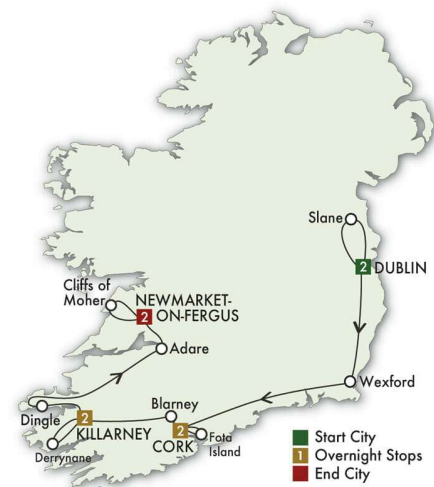 Slane
2 DUBLIN
Cliffs of
Moher
NEWMARKET-
2 -ON-FERGUS
Adare
Wexford
Blarney
2
Dingle
KILLARNEY
2
CORK
Fota
Island
Derrynane
Start City
1 Overnight Stops
End City